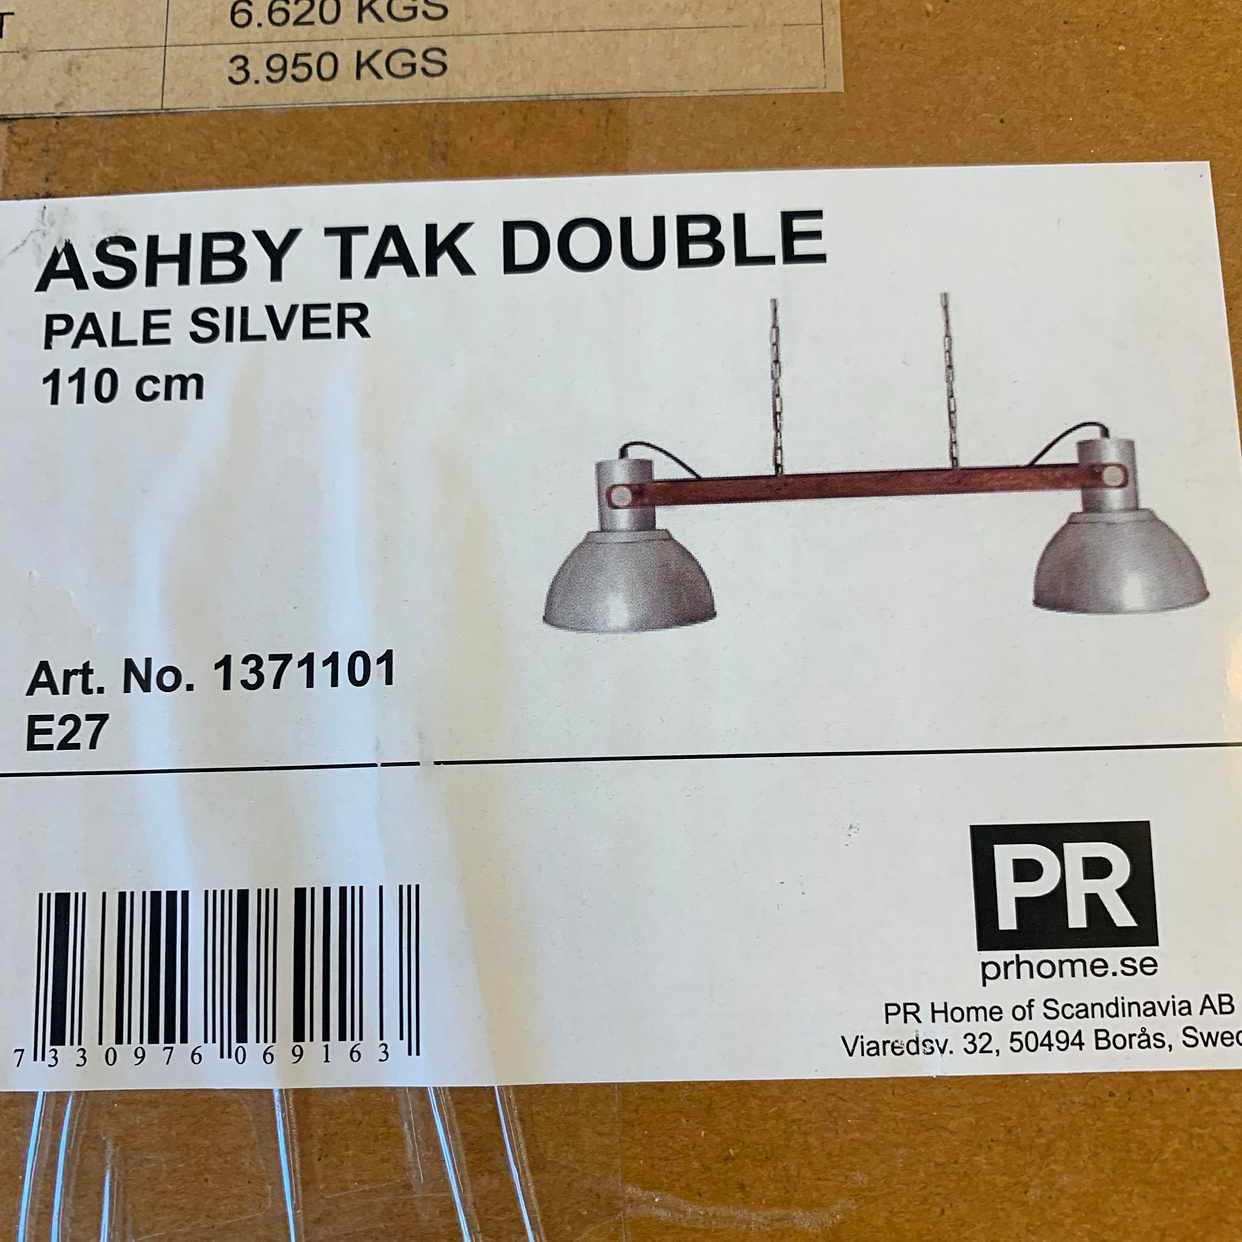 6.620 KGS
3.950 KGS
ASHBY TAK DOUBLE
PALE SILVER
110 cm
Art. No. 1371101
E27
7 330976 069163
PR
prhome.se
PR Home of Scandinavia AB
Viaredsv. 32, 50494 Borås,